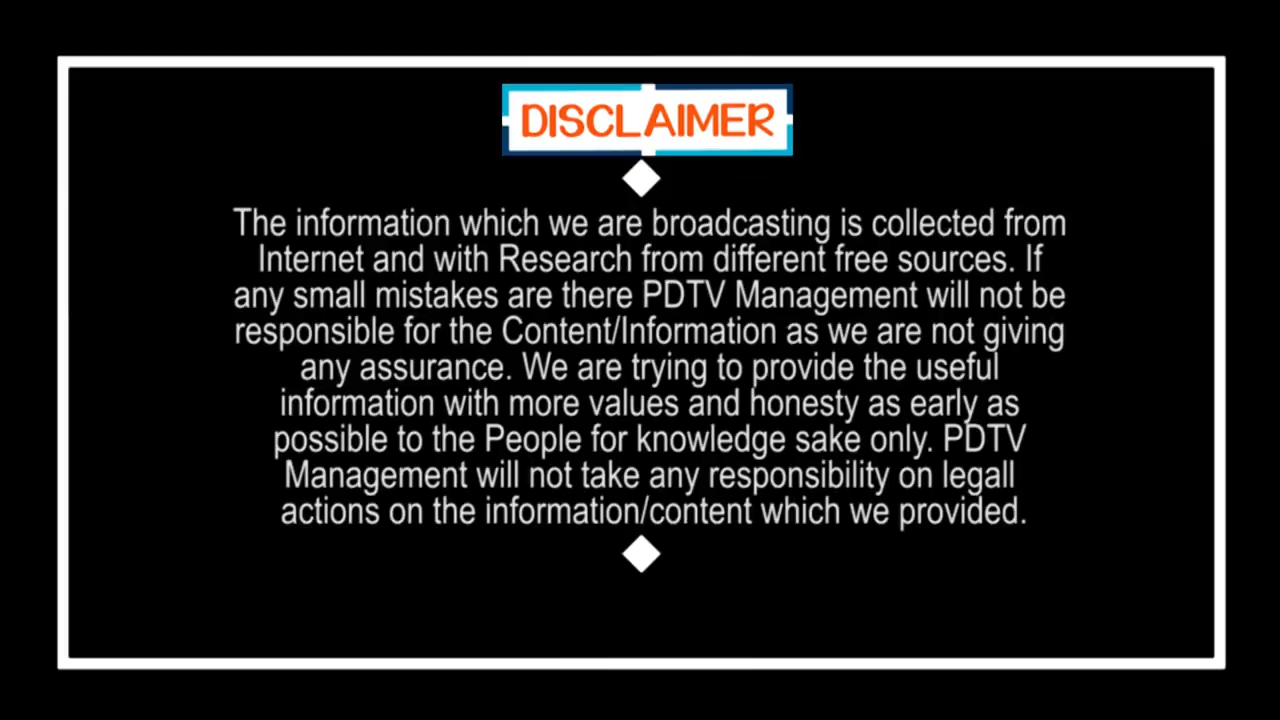 DISCLAIMER
The information which we are broadcasting is collected from
Internet and with Research from different free sources. If
any small mistakes are there PDTV Management will not be
responsible for the Content/Information as we are not giving
any assurance. We are trying to provide the useful
information with more values and honesty as early as
possible to the People for knowledge sake only. PDTV
Management will not take any responsibility on legall
actions on the information/content which we provided.